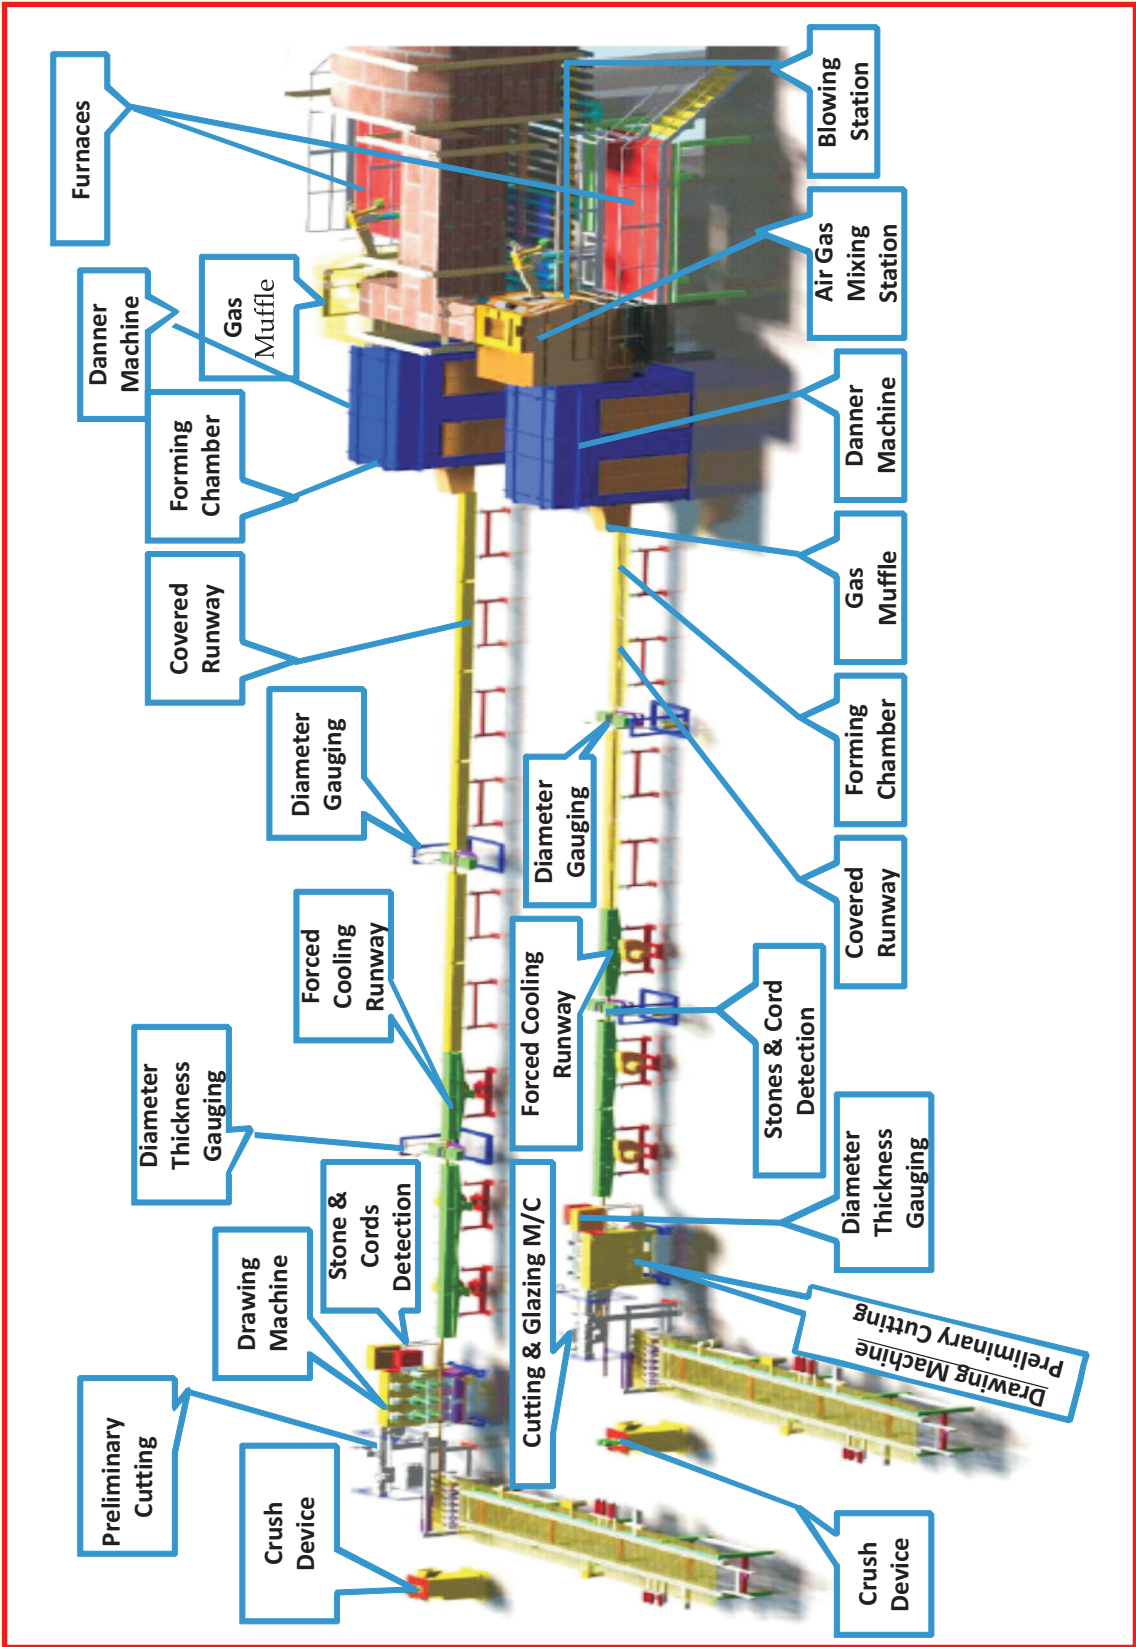 Preliminary
Cutting
Crush
Device
Drawing
Machine
Stone &
Cords
Detection
Diameter
Thickness
Gauging
Forced
Cooling
Runway
Diameter
Gauging
Covered
Runway
Forming
Chamber
Danner
Machine
Gas
Muffle
Furnaces
Cutting & Glazing M/C
Forced Cooling
Runway
Diameter
Gauging
Crush
Device
Drawing Machine
Preliminary Cutting
Diameter
Thickness
Gauging
Stones & Cord
Detection
Covered
Runway
Forming
Chamber
Gas
Muffle
Danner
Machine
Air Gas
Mixing
Station
Blowing
Station